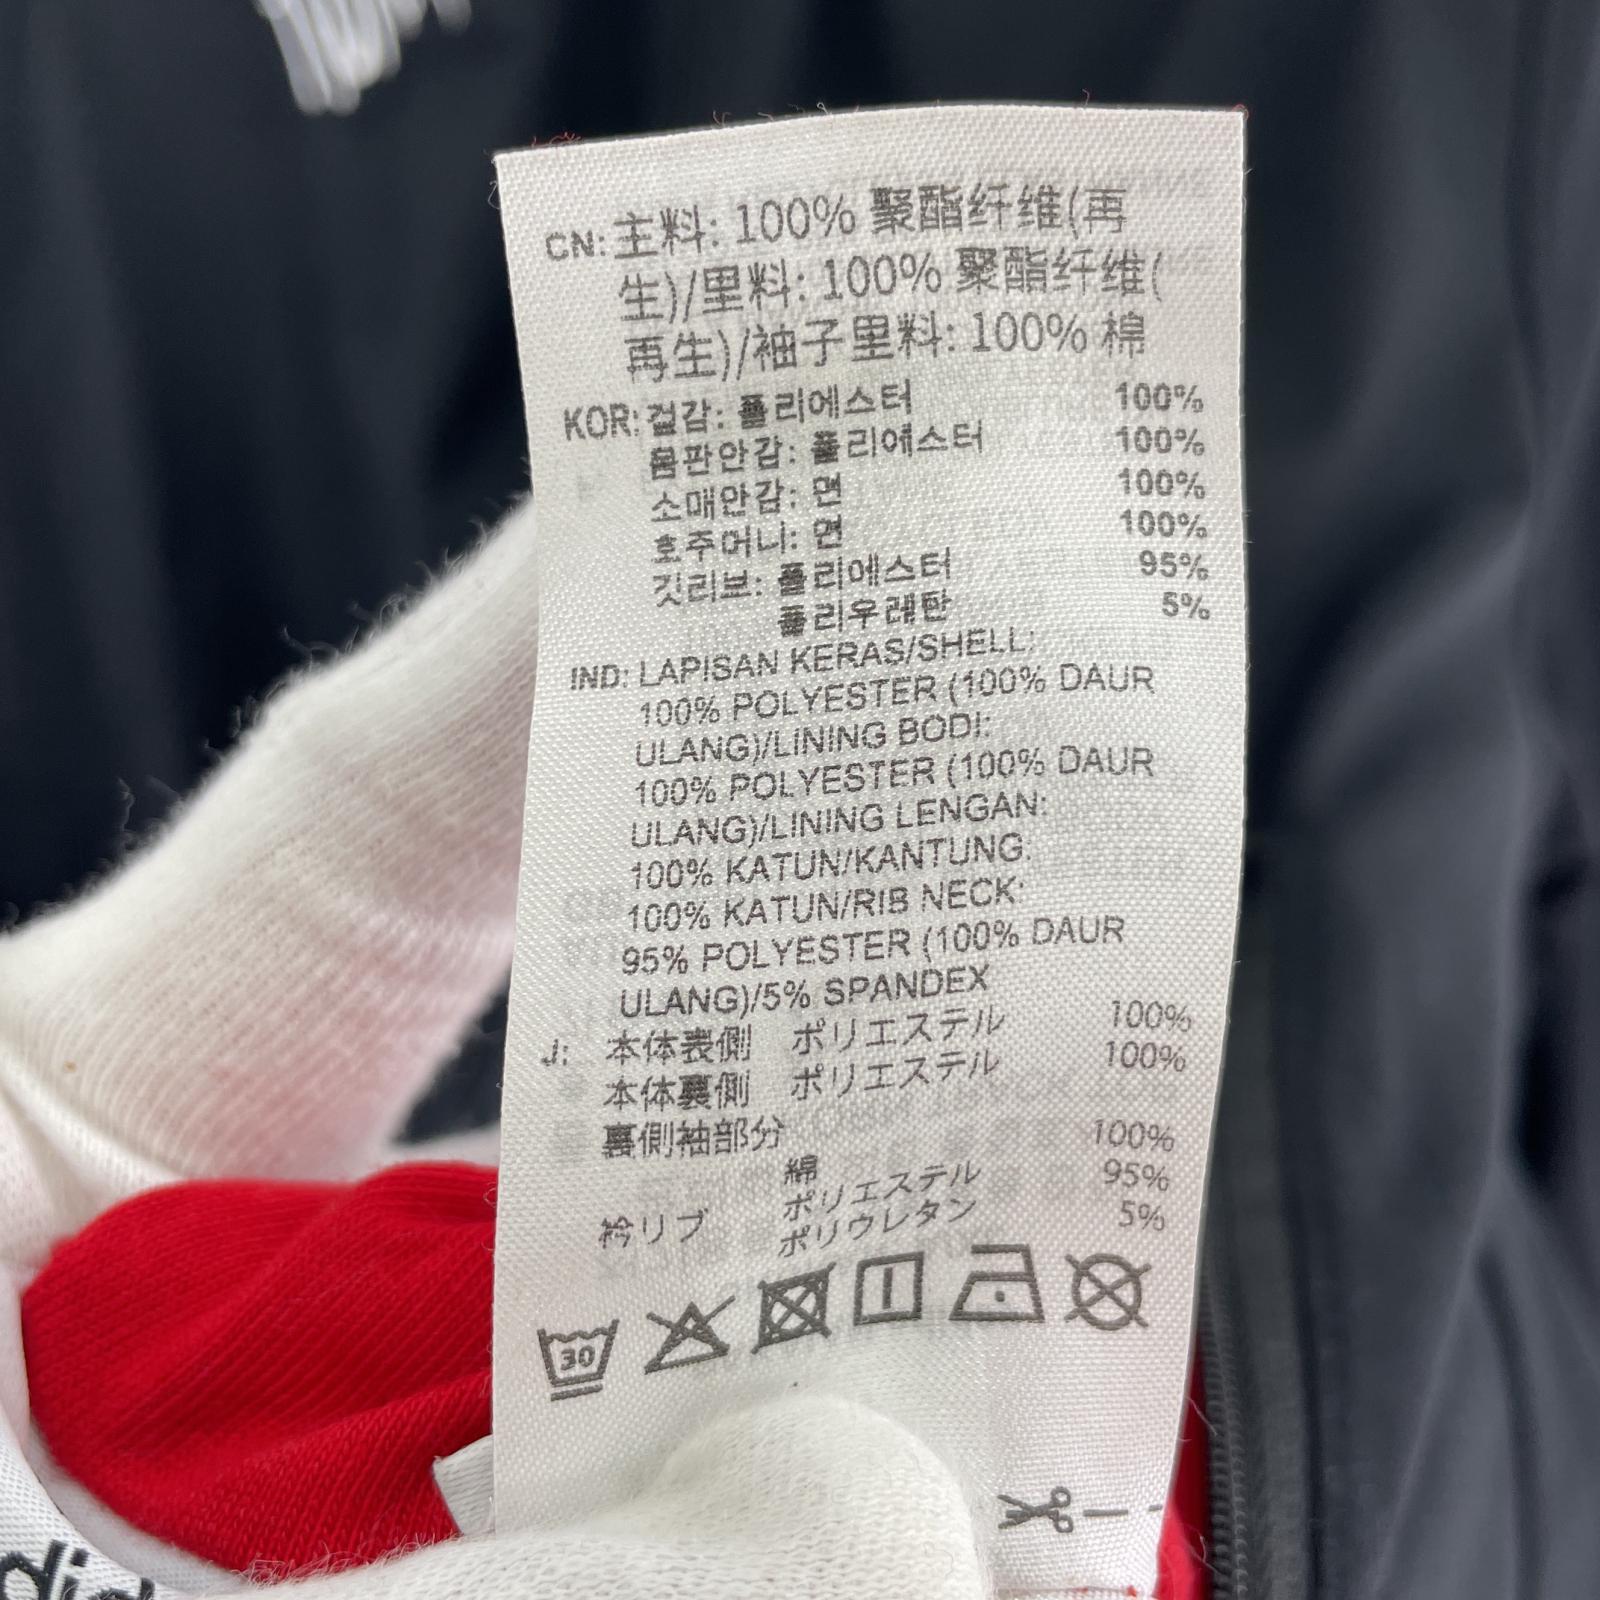 CN: 主料: 100% 聚酯纤维(再
生)/里料: 100% 聚酯纤维(
再生)/袖子里料: 100% 棉
KOR: 겉감: 폴리에스터 100%
몸판안감: 폴리에스터 100%
소매안감: 면 100%
호주머니: 면 100%
깃리브: 폴리에스터 95%
폴리우레탄 5%
IND: LAPISAN KERAS/SHELL:
100% POLYESTER (100% DAUR
ULANG)/LINING BODI:
100% POLYESTER (100% DAUR
ULANG)/LINING LENGAN:
100% KATUN/KANTUNG:
100% KATUN/RIB NECK:
95% POLYESTER (100% DAUR
ULANG)/5% SPANDEX
J: 本体表側 ポリエステル 100%
本体裏側 ポリエステル 100%
裏側袖部分
綿 100%
衿リブ ポリエステル 95%
ポリウレタン 5%
30